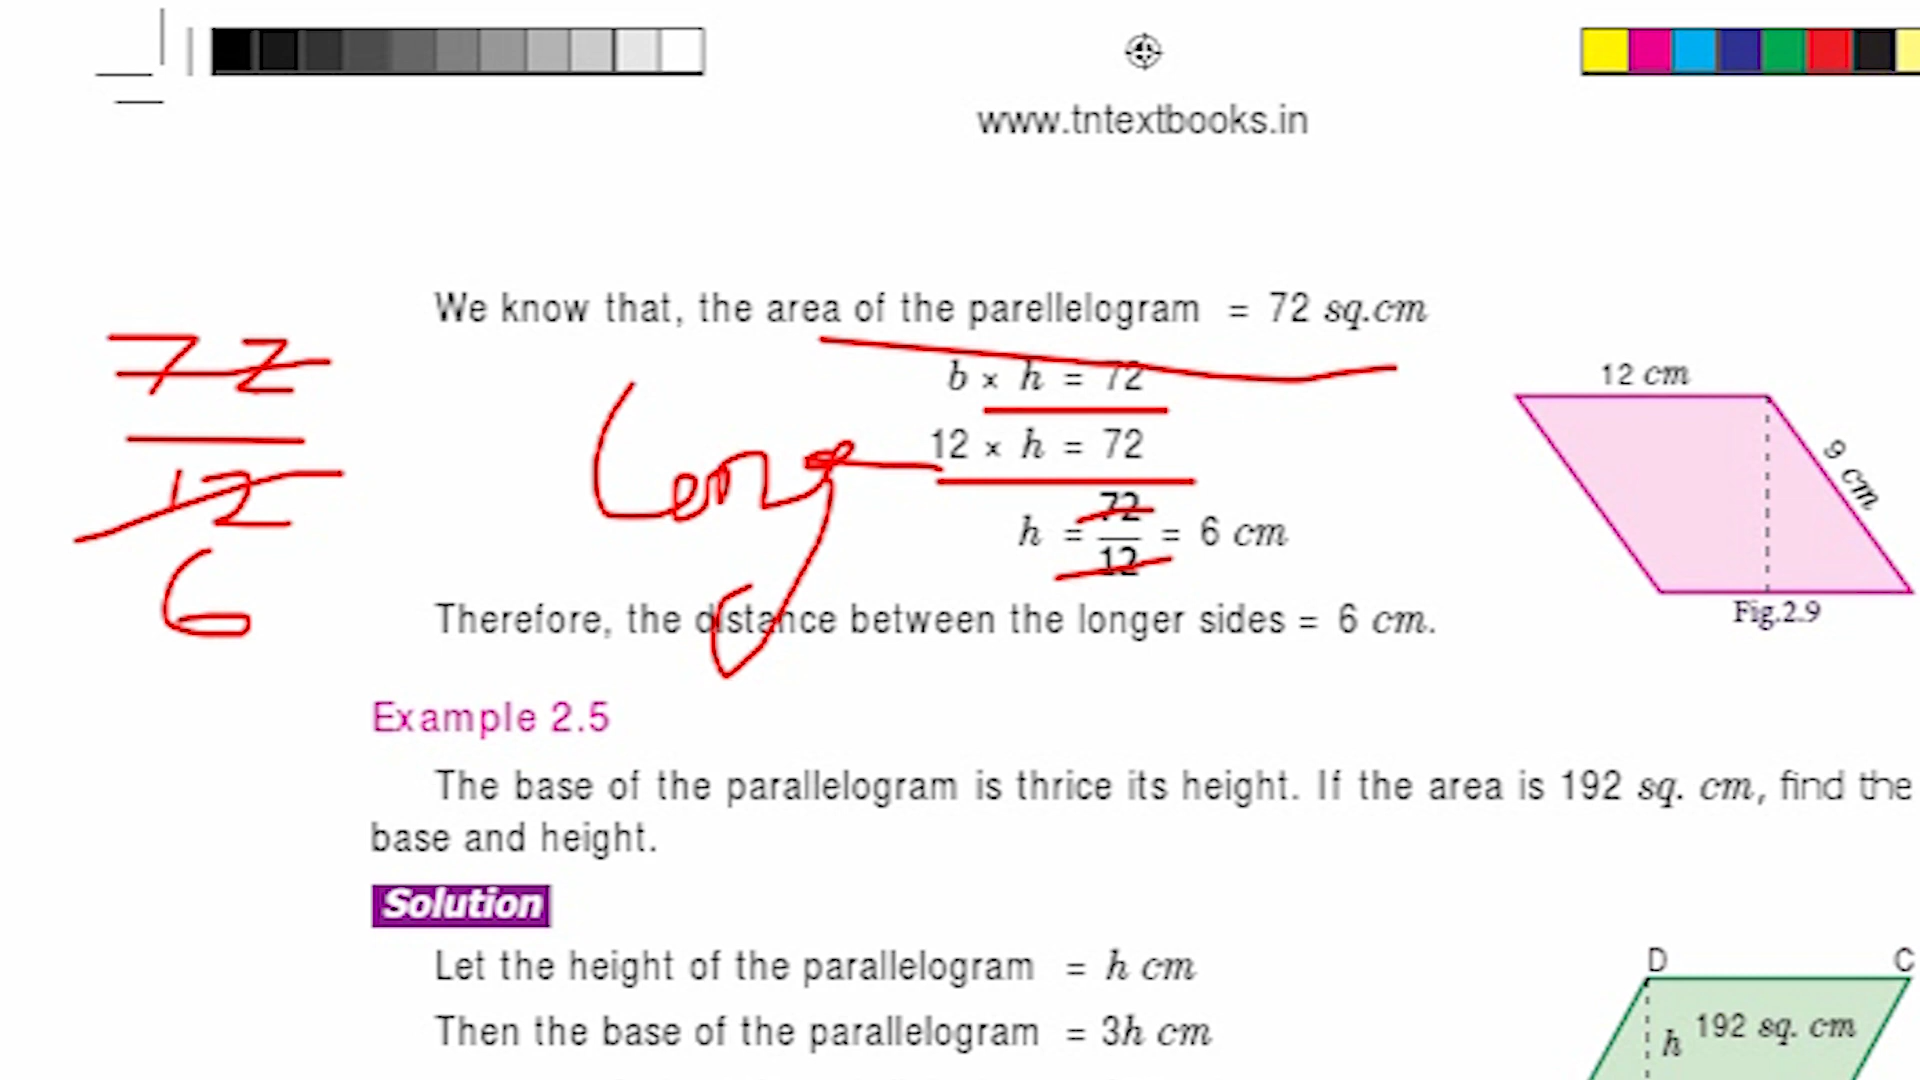 www.tntextbooks.in
We know that, the area of the parellelogram = 72 sq.cm
b × h = 72
12 × h = 72
h = 72/12 = 6 cm
Therefore, the distance between the longer sides = 6 cm.
72
12
6
12 cm
9 cm
Fig.2.9
Example 2.5
The base of the parallelogram is thrice its height. If the area is 192 sq. cm, find the
base and height.
Solution
Let the height of the parallelogram = h cm
Then the base of the parallelogram = 3h cm
D C
h 192 sq. cm